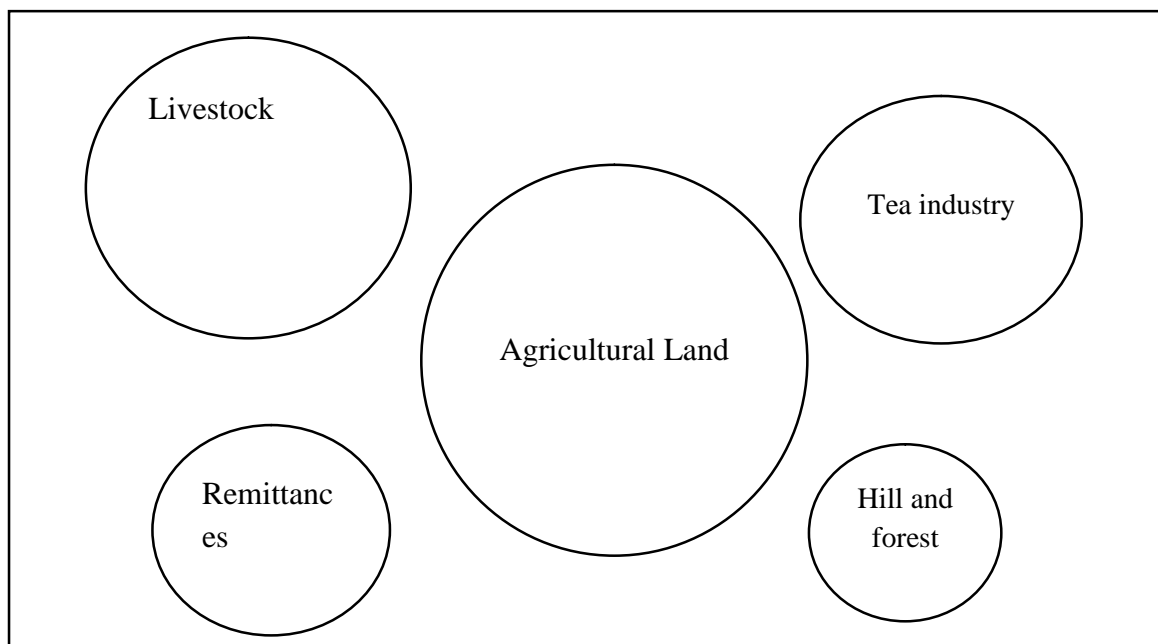 Livestock
Tea industry
Agricultural Land
Remittanc
es
Hill and
forest